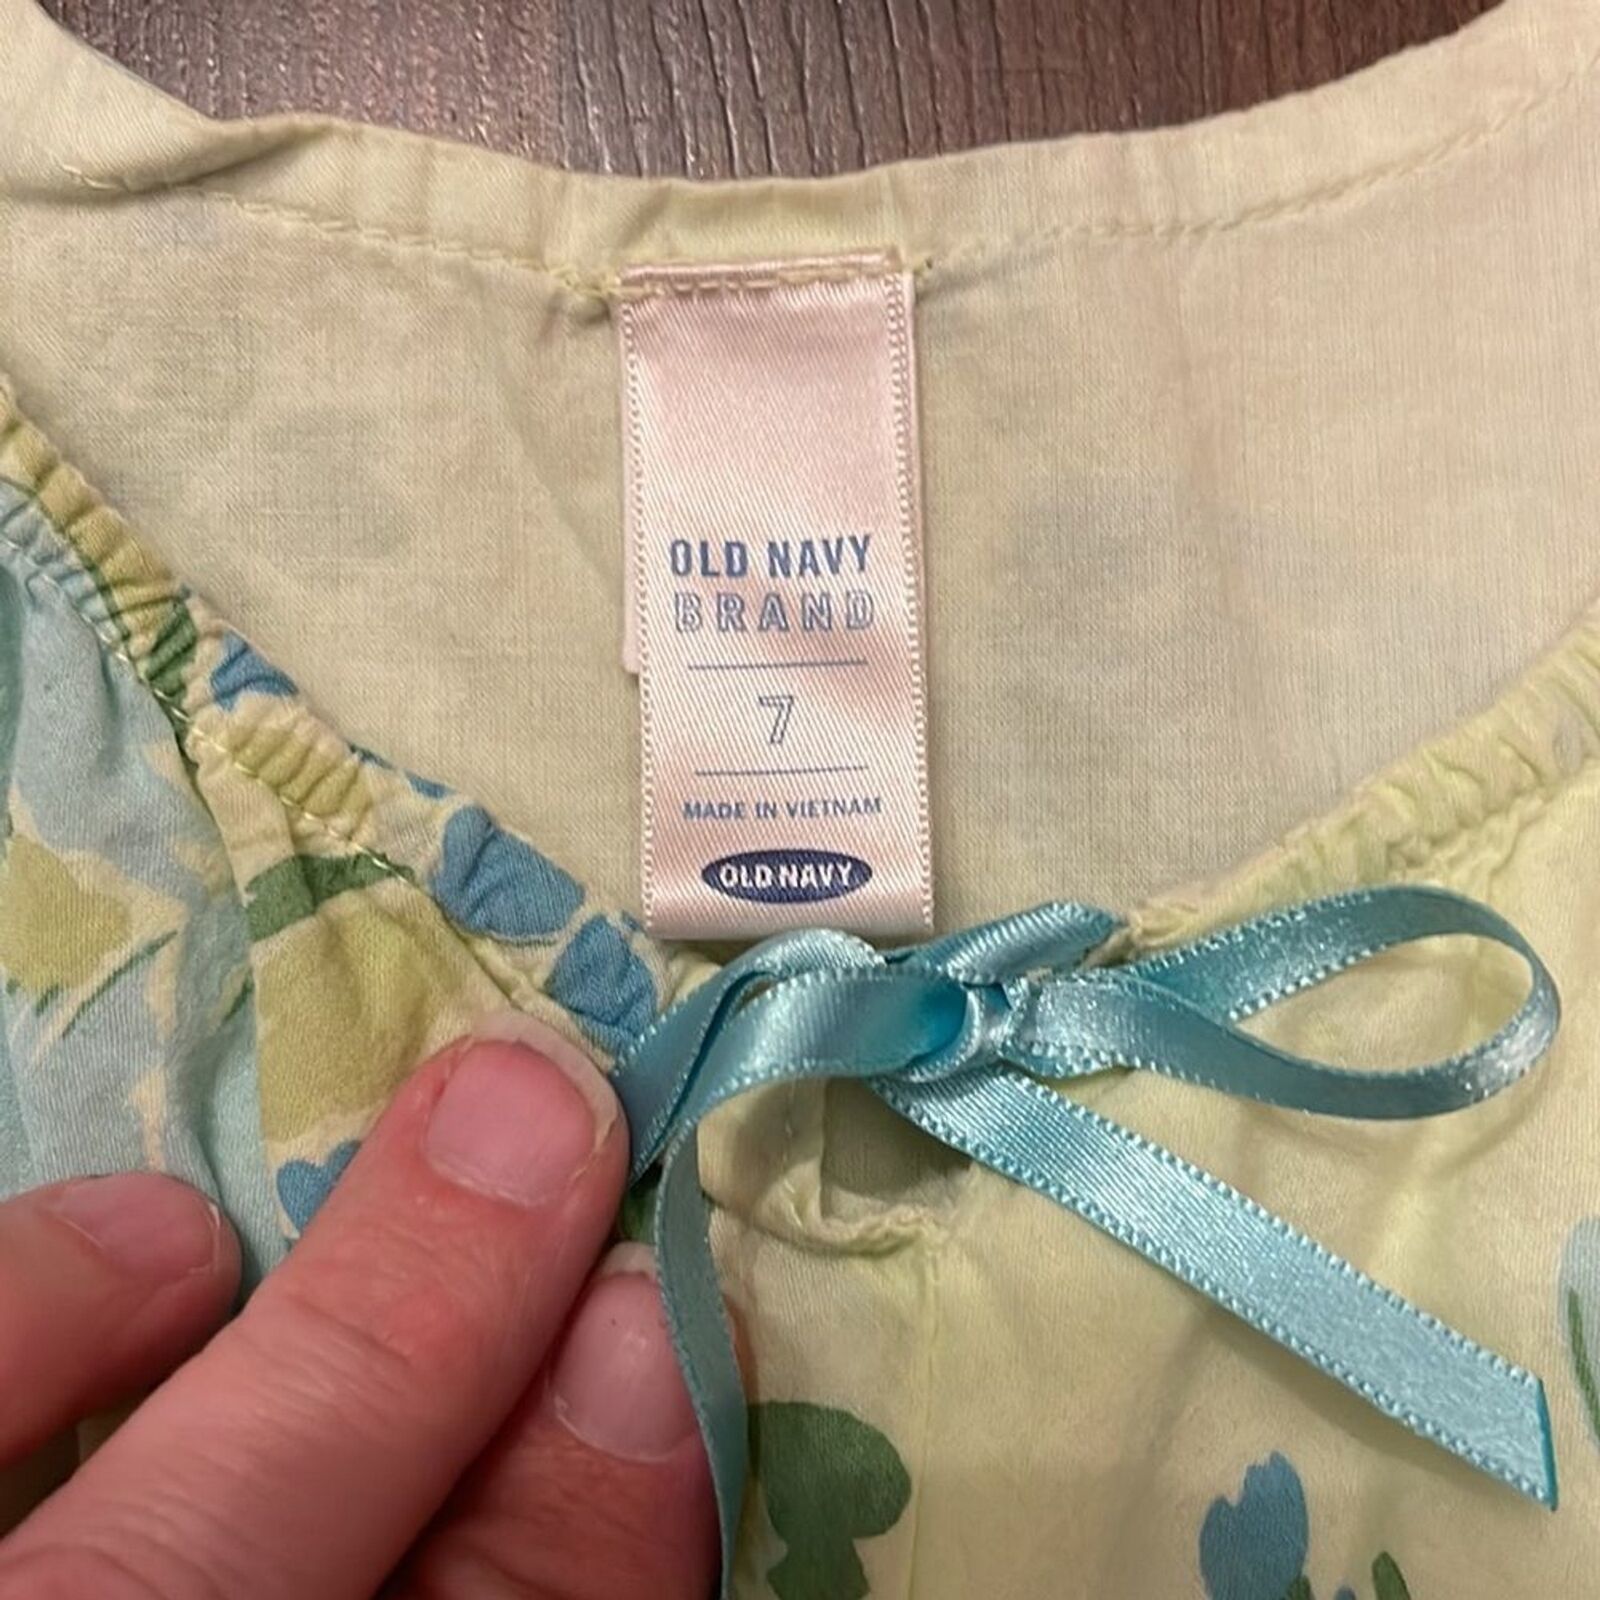 OLD NAVY
BRAND
7
MADE IN VIETNAM
OLD NAVY